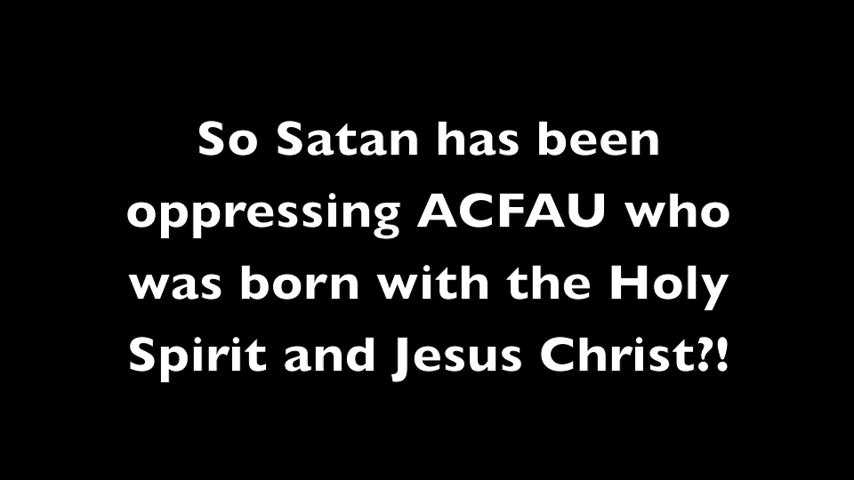 So Satan has been
oppressing ACFAU who
was born with the Holy
Spirit and Jesus Christ?!